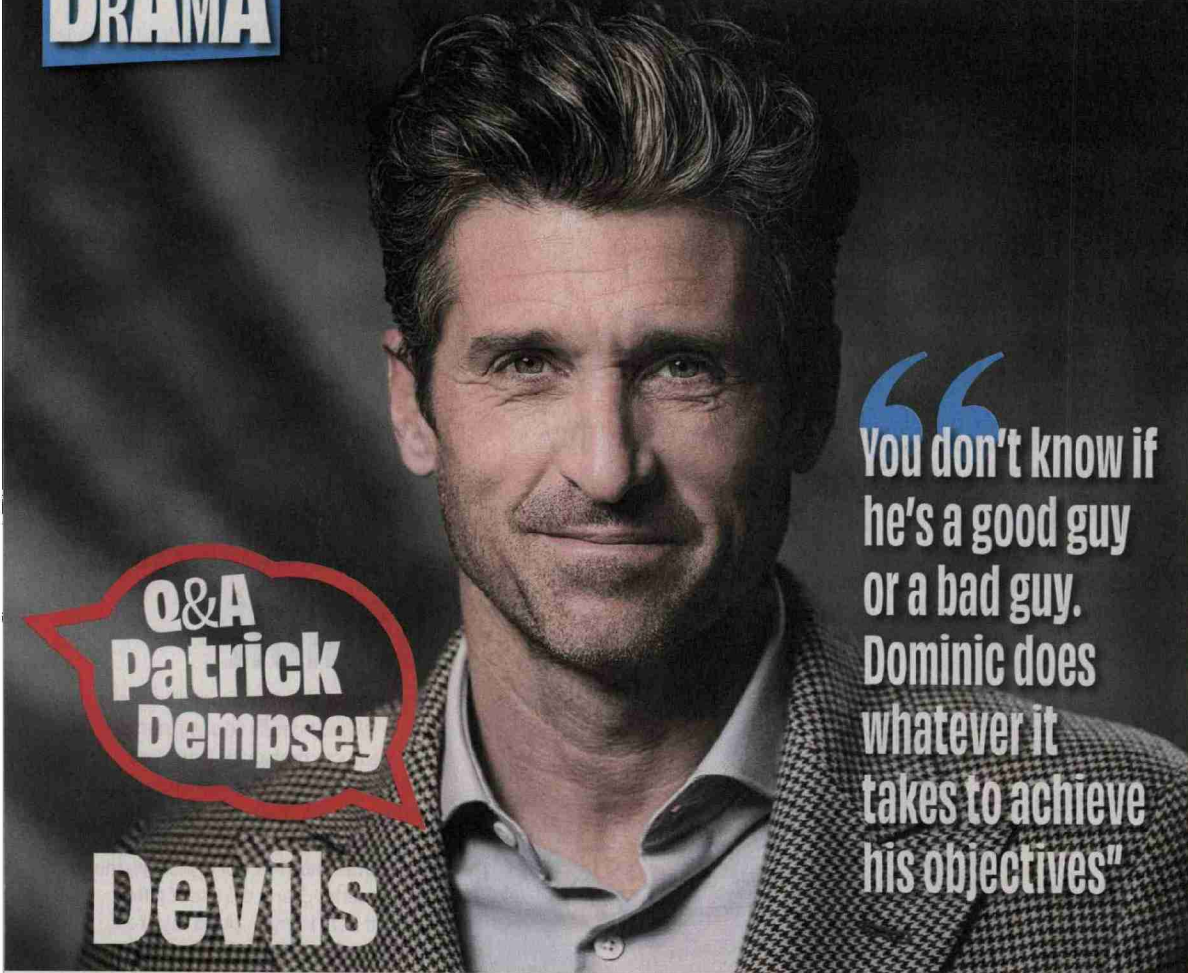 DRAMA
Q&A
Patrick
Dempsey
Devils
“
You don't know if
he's a good guy
or a bad guy.
Dominic does
whatever it
takes to achieve
his objectives"